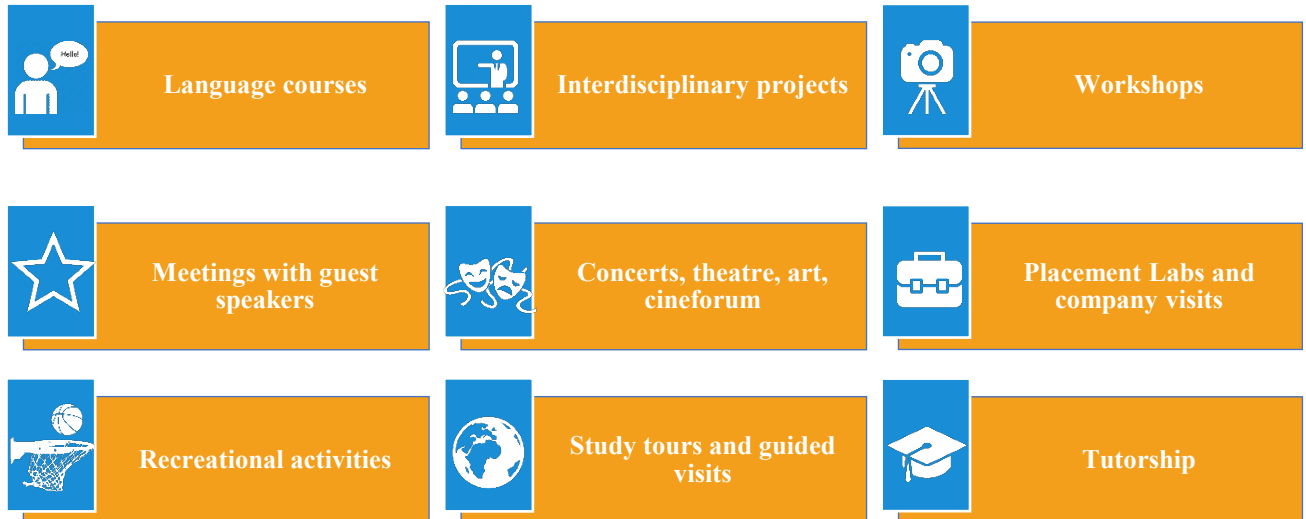 Hello!
Language courses
Interdisciplinary projects
Workshops
Meetings with guest
speakers
Concerts, theatre, art,
cineforum
Placement Labs and
company visits
Recreational activities
Study tours and guided
visits
Tutorship